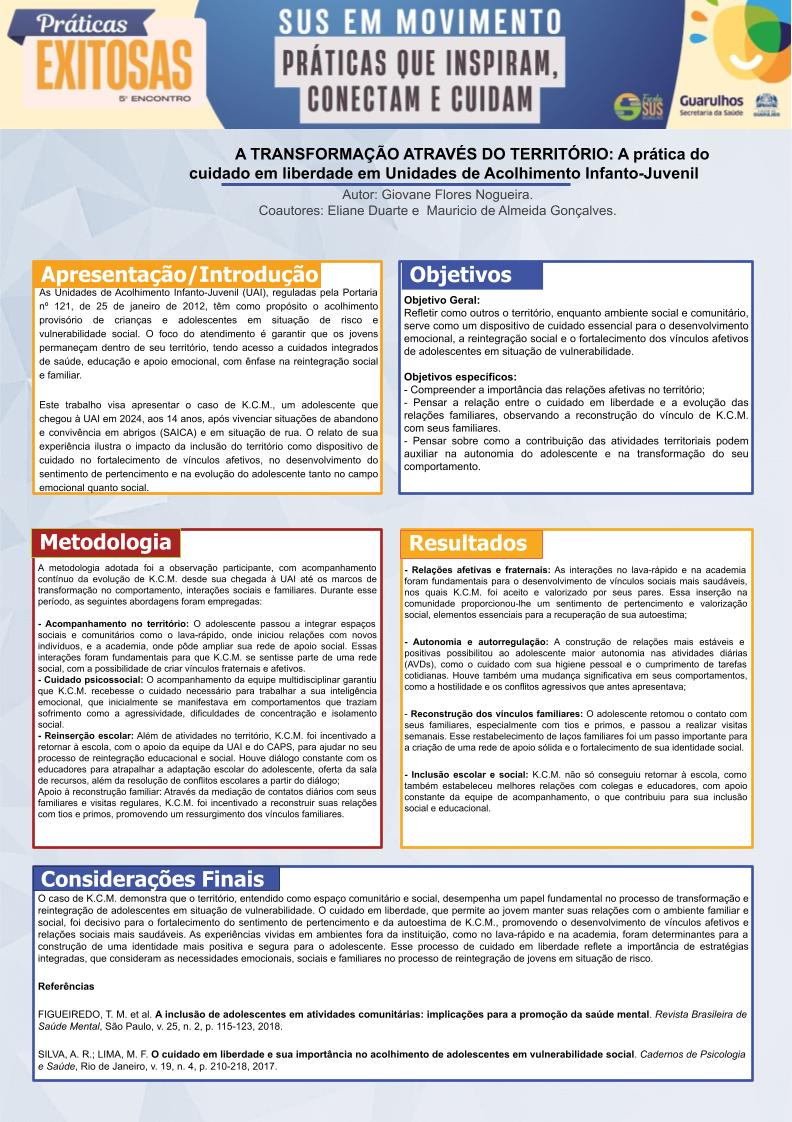 Práticas
EXITOSAS
5º ENCONTRO
SUS EM MOVIMENTO
PRÁTICAS QUE INSPIRAM,
CONECTAM E CUIDAM
Escola
SUS
Guarulhos
Secretaria da Saúde
A TRANSFORMAÇÃO ATRAVÉS DO TERRITÓRIO: A prática do
cuidado em liberdade em Unidades de Acolhimento Infanto-Juvenil
Autor: Giovane Flores Nogueira.
Coautores: Eliane Duarte e Mauricio de Almeida Gonçalves.
Apresentação/Introdução
As Unidades de Acolhimento Infanto-Juvenil (UAI), reguladas pela Portaria
nº 121, de 25 de janeiro de 2012, têm como propósito o acolhimento
provisório de crianças e adolescentes em situação de risco e
vulnerabilidade social. O foco do atendimento é garantir que os jovens
permaneçam dentro de seu território, tendo acesso a cuidados integrados
de saúde, educação e apoio emocional, com ênfase na reintegração social
e familiar.
Este trabalho visa apresentar o caso de K.C.M., um adolescente que
chegou à UAI em 2024, aos 14 anos, após vivenciar situações de abandono
e convivência em abrigos (SAICA) e em situação de rua. O relato de sua
experiência ilustra o impacto da inclusão do território como dispositivo de
cuidado no fortalecimento de vínculos afetivos, no desenvolvimento do
sentimento de pertencimento e na evolução do adolescente tanto no campo
emocional quanto social.
Objetivos
Objetivo Geral:
Refletir como outros o território, enquanto ambiente social e comunitário,
serve como um dispositivo de cuidado essencial para o desenvolvimento
emocional, a reintegração social e o fortalecimento dos vínculos afetivos
de adolescentes em situação de vulnerabilidade.
Objetivos específicos:
- Compreender a importância das relações afetivas no território;
- Pensar a relação entre o cuidado em liberdade e a evolução das
relações familiares, observando a reconstrução do vínculo de K.C.M.
com seus familiares.
- Pensar sobre como a contribuição das atividades territoriais podem
auxiliar na autonomia do adolescente e na transformação do seu
comportamento.
Metodologia
A metodologia adotada foi a observação participante, com acompanhamento
contínuo da evolução de K.C.M. desde sua chegada à UAI até os marcos de
transformação no comportamento, interações sociais e familiares. Durante esse
período, as seguintes abordagens foram empregadas:
- Acompanhamento no território: O adolescente passou a integrar espaços
sociais e comunitários como o lava-rápido, onde iniciou relações com novos
indivíduos, e a academia, onde pôde ampliar sua rede de apoio social. Essas
interações foram fundamentais para que K.C.M. se sentisse parte de uma rede
social, com a possibilidade de criar vínculos fraternais e afetivos.
- Cuidado psicossocial: O acompanhamento da equipe multidisciplinar garantiu
que K.C.M. recebesse o cuidado necessário para trabalhar a sua inteligência
emocional, que inicialmente se manifestava em comportamentos que traziam
sofrimento como a agressividade, dificuldades de concentração e isolamento
social.
- Reinserção escolar: Além de atividades no território, K.C.M. foi incentivado a
retornar à escola, com o apoio da equipe da UAI e do CAPS, para ajudar no seu
processo de reintegração educacional e social. Houve diálogo constante com os
educadores para atrapalhar a adaptação escolar do adolescente, oferta da sala
de recursos, além da resolução de conflitos escolares a partir do diálogo;
Apoio à reconstrução familiar: Através da mediação de contatos diários com seus
familiares e visitas regulares, K.C.M. foi incentivado a reconstruir suas relações
com tios e primos, promovendo um ressurgimento dos vínculos familiares.
Resultados
- Relações afetivas e fraternais: As interações no lava-rápido e na academia
foram fundamentais para o desenvolvimento de vínculos sociais mais saudáveis,
nos quais K.C.M. foi aceito e valorizado por seus pares. Essa inserção na
comunidade proporcionou-lhe um sentimento de pertencimento e valorização
social, elementos essenciais para a recuperação de sua autoestima;
- Autonomia e autorregulação: A construção de relações mais estáveis e
positivas possibilitou ao adolescente maior autonomia nas atividades diárias
(AVDs), como o cuidado com sua higiene pessoal e o cumprimento de tarefas
cotidianas. Houve também uma mudança significativa em seus comportamentos,
como a hostilidade e os conflitos agressivos que antes apresentava;
- Reconstrução dos vínculos familiares: O adolescente retomou o contato com
seus familiares, especialmente com tios e primos, e passou a realizar visitas
semanais. Esse restabelecimento de laços familiares foi um passo importante para
a criação de uma rede de apoio sólida e o fortalecimento de sua identidade social.
- Inclusão escolar e social: K.C.M. não só conseguiu retornar à escola, como
também estabeleceu melhores relações com colegas e educadores, com apoio
constante da equipe de acompanhamento, o que contribuiu para sua inclusão
social e educacional.
Considerações Finais
O caso de K.C.M. demonstra que o território, entendido como espaço comunitário e social, desempenha um papel fundamental no processo de transformação e
reintegração de adolescentes em situação de vulnerabilidade. O cuidado em liberdade, que permite ao jovem manter suas relações com o ambiente familiar e
social, foi decisivo para o fortalecimento do sentimento de pertencimento e da autoestima de K.C.M., promovendo o desenvolvimento de vínculos afetivos e
relações sociais mais saudáveis. As experiências vividas em ambientes fora da instituição, como no lava-rápido e na academia, foram determinantes para a
construção de uma identidade mais positiva e segura para o adolescente. Esse processo de cuidado em liberdade reflete a importância de estratégias
integradas, que consideram as necessidades emocionais, sociais e familiares no processo de reintegração de jovens em situação de risco.
Referências
FIGUEIREDO, T. M. et al. A inclusão de adolescentes em atividades comunitárias: implicações para a promoção da saúde mental. Revista Brasileira de
Saúde Mental, São Paulo, v. 25, n. 2, p. 115-123, 2018.
SILVA, A. R.; LIMA, M. F. O cuidado em liberdade e sua importância no acolhimento de adolescentes em vulnerabilidade social. Cadernos de Psicologia
e Saúde, Rio de Janeiro, v. 19, n. 4, p. 210-218, 2017.